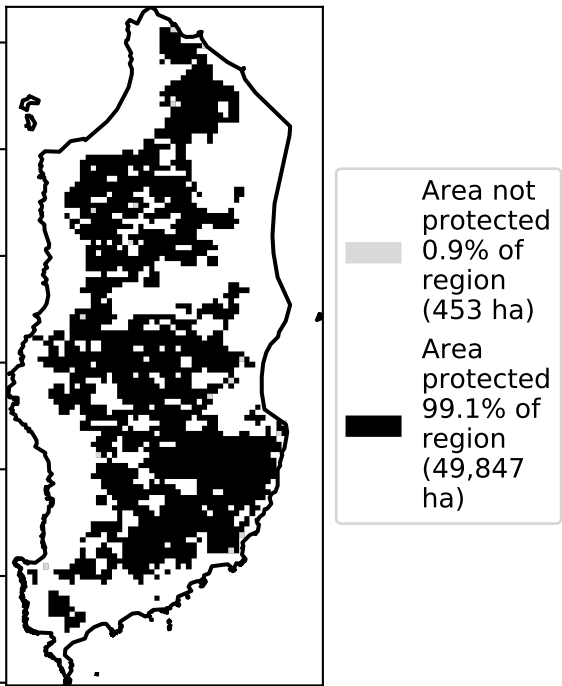 Area not
protected
0.9% of
region
(453 ha)
Area
protected
99.1% of
region
(49,847
ha)